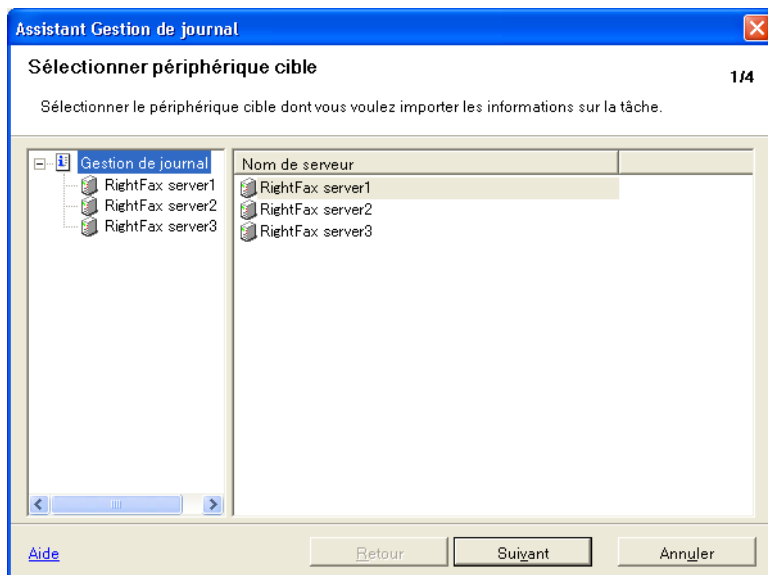 Assistant Gestion de journal
Sélectionner périphérique cible
1/4
Sélectionner le périphérique cible dont vous voulez importer les informations sur la tâche.
Gestion de journal
RightFax server1
RightFax server2
RightFax server3
Nom de serveur
RightFax server1
RightFax server2
RightFax server3
Aide
Retour
Suivant
Annuler